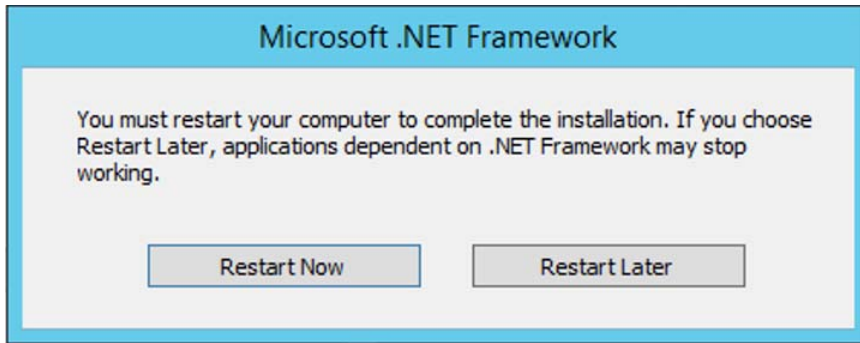 Microsoft .NET Framework
You must restart your computer to complete the installation. If you choose
Restart Later, applications dependent on .NET Framework may stop
working.
Restart Now
Restart Later